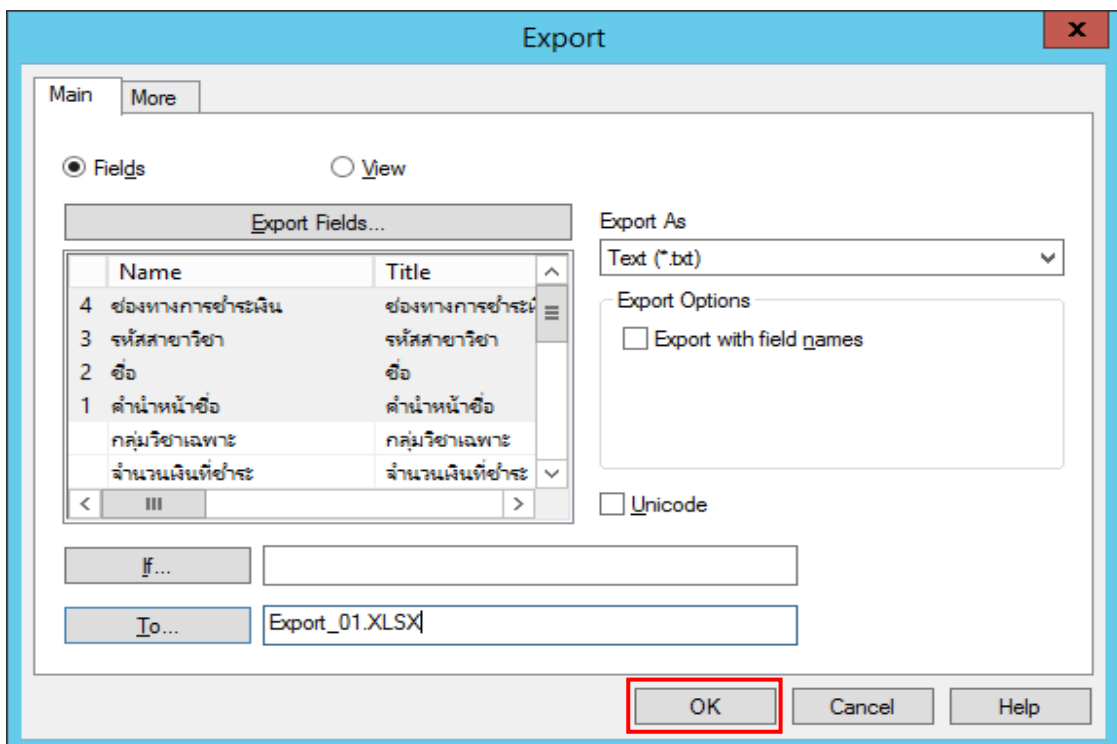 Export
x
Main More
Fields View
Export Fields...
Name Title
4 ช่องทางการชำระเงิน ช่องทางการชำระเ
3 รหัสสาขาวิชา รหัสสาขาวิชา
2 ชื่อ ชื่อ
1 คำนำหน้าชื่อ คำนำหน้าชื่อ
กลุ่มวิชาเฉพาะ กลุ่มวิชาเฉพาะ
จำนวนเงินที่ชำระ จำนวนเงินที่ชำระ
Export As
Text (*.txt)
Export Options
Export with field names
Unicode
If...
To... Export_01.XLSX
OK Cancel Help